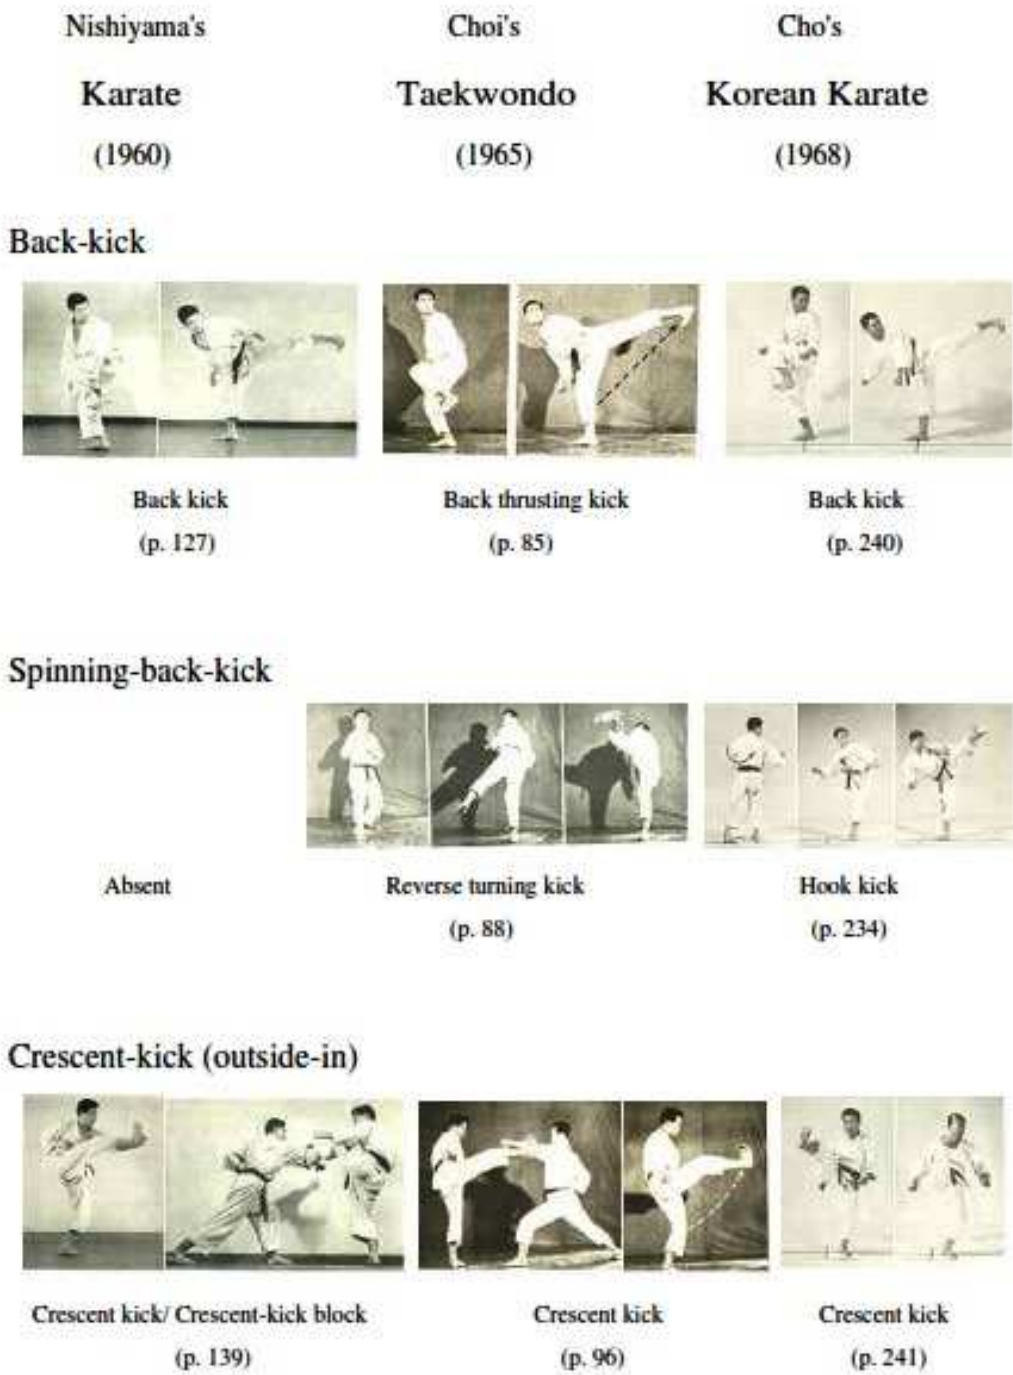 Nishiyama's Choi's Cho's
Karate Taekwondo Korean Karate
(1960) (1965) (1968)
Back-kick
Back kick Back thrusting kick Back kick
(p. 127) (p. 85) (p. 240)
Spinning-back-kick
Absent Reverse turning kick Hook kick
(p. 88) (p. 234)
Crescent-kick (outside-in)
Crescent kick/ Crescent-kick block Crescent kick Crescent kick
(p. 139) (p. 96) (p. 241)